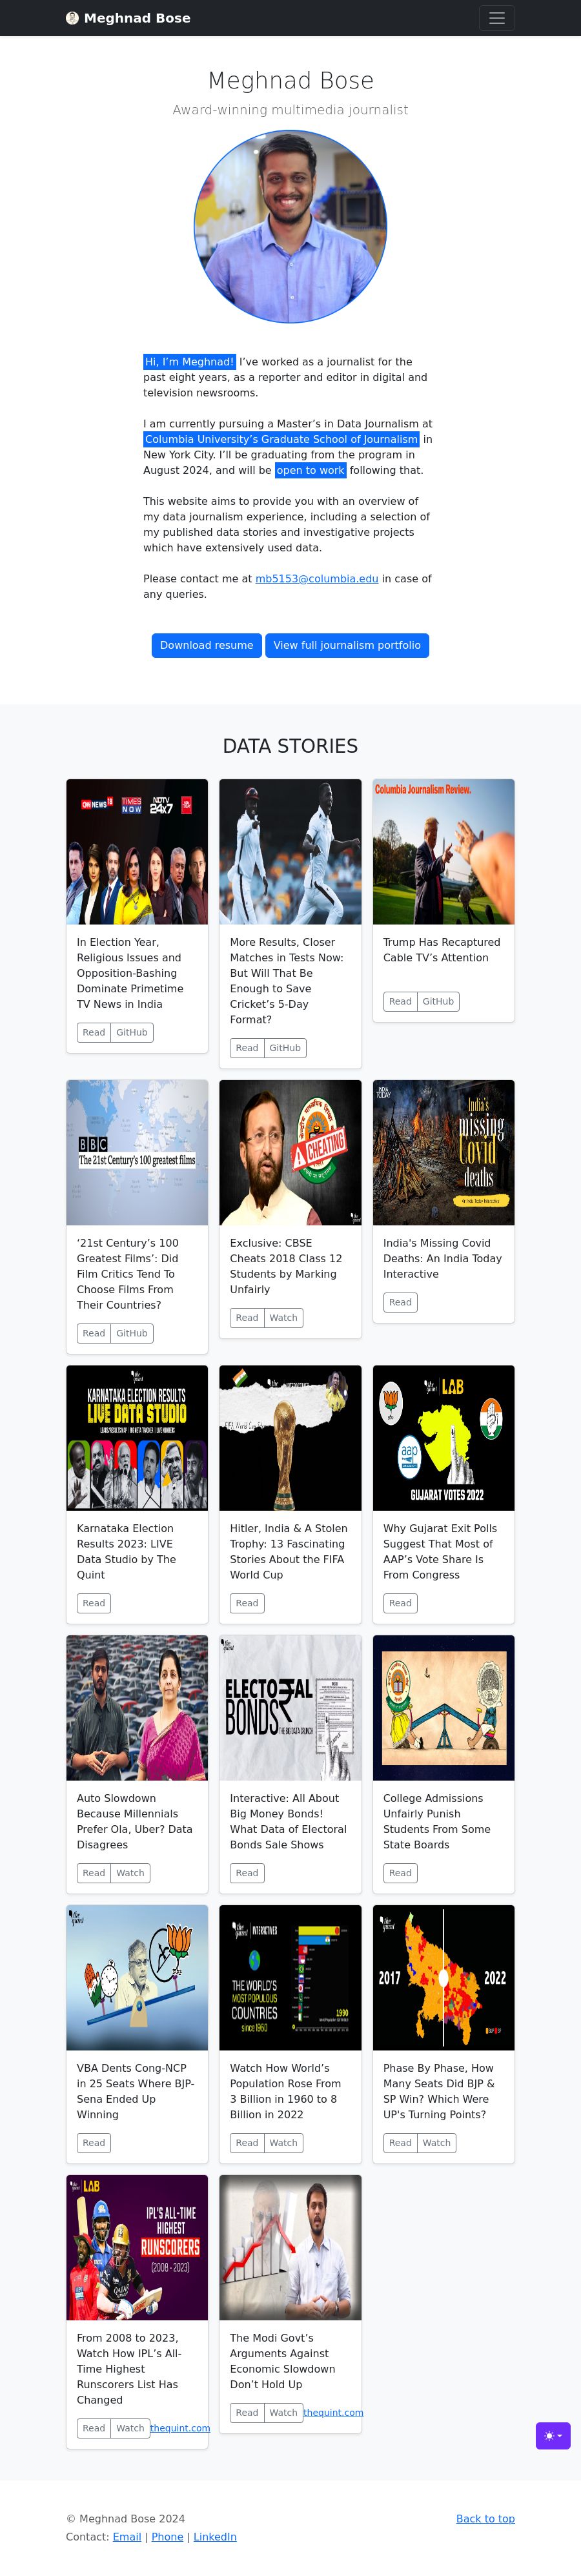 Meghnad Bose
Meghnad Bose
Award-winning multimedia journalist
Hi, I’m Meghnad! I’ve worked as a journalist for the
past eight years, as a reporter and editor in digital and
television newsrooms.
I am currently pursuing a Master’s in Data Journalism at
Columbia University’s Graduate School of Journalism in
New York City. I’ll be graduating from the program in
August 2024, and will be open to work following that.
This website aims to provide you with an overview of
my data journalism experience, including a selection of
my published data stories and investigative projects
which have extensively used data.
Please contact me at mb5153@columbia.edu in case of
any queries.
Download resume View full journalism portfolio
DATA STORIES
CNN NEWS18
TIMES NOW
NDTV 24x7
In Election Year,
Religious Issues and
Opposition-Bashing
Dominate Primetime
TV News in India
Read GitHub
More Results, Closer
Matches in Tests Now:
But Will That Be
Enough to Save
Cricket’s 5-Day
Format?
Read GitHub
Columbia Journalism Review.
Trump Has Recaptured
Cable TV’s Attention
Read GitHub
BBC
The 21st Century's 100 greatest films
‘21st Century’s 100
Greatest Films’: Did
Film Critics Tend To
Choose Films From
Their Countries?
Read GitHub
CHEATING
Exclusive: CBSE
Cheats 2018 Class 12
Students by Marking
Unfairly
Read Watch
INDIA TODAY
India's
missing
Covid
deaths
India's Missing Covid
Deaths: An India Today
Interactive
Read
the quint
KARNATAKA ELECTION RESULTS
LIVE DATA STUDIO
Karnataka Election
Results 2023: LIVE
Data Studio by The
Quint
Read
Hitler, India & A Stolen
Trophy: 13 Fascinating
Stories About the FIFA
World Cup
Read
the quint LAB
aap
GUJARAT VOTES 2022
Why Gujarat Exit Polls
Suggest That Most of
AAP’s Vote Share Is
From Congress
Read
Auto Slowdown
Because Millennials
Prefer Ola, Uber? Data
Disagrees
Read Watch
the quint
ELECTO₹AL
BONDS
THE BIG DATA CRUNCH
Interactive: All About
Big Money Bonds!
What Data of Electoral
Bonds Sale Shows
Read
College Admissions
Unfairly Punish
Students From Some
State Boards
Read
the quint
VBA Dents Cong-NCP
in 25 Seats Where BJP-
Sena Ended Up
Winning
Read
the quint INTERACTIVES
THE WORLD'S
MOST POPULOUS
COUNTRIES
since 1960
1990
Watch How World’s
Population Rose From
3 Billion in 1960 to 8
Billion in 2022
Read Watch
the quint
2017 2022
Phase By Phase, How
Many Seats Did BJP &
SP Win? Which Were
UP's Turning Points?
Read Watch
the quint LAB
IPL'S ALL-TIME
HIGHEST
RUNSCORERS
(2008 - 2023)
From 2008 to 2023,
Watch How IPL’s All-
Time Highest
Runscorers List Has
Changed
Read Watch thequint.com
The Modi Govt’s
Arguments Against
Economic Slowdown
Don’t Hold Up
Read Watch thequint.com
© Meghnad Bose 2024
Back to top
Contact: Email | Phone | LinkedIn